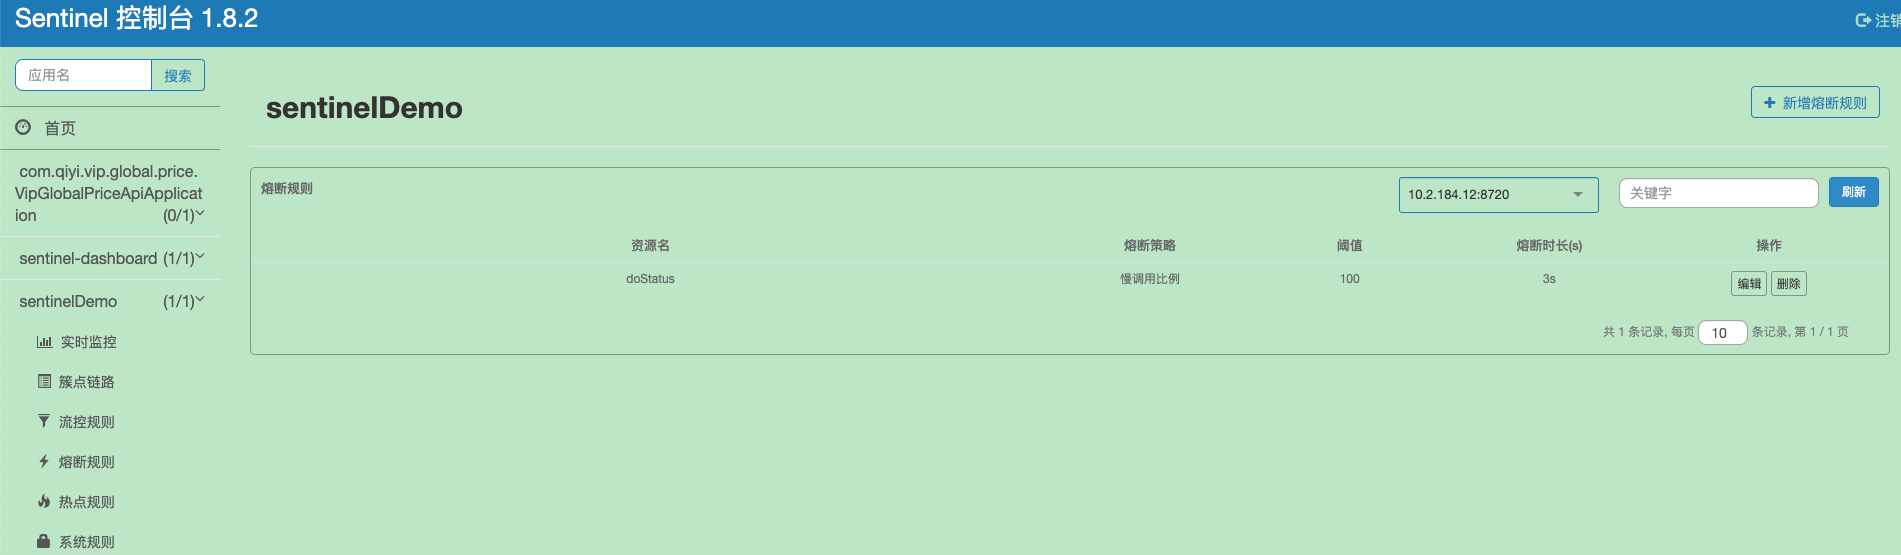 Sentinel 控制台 1.8.2
注销
应用名
搜索
首页
com.qiyi.vip.global.price.
VipGlobalPriceApiApplicat
ion (0/1)
sentinel-dashboard (1/1)
sentinelDemo (1/1)
实时监控
簇点链路
流控规则
熔断规则
热点规则
系统规则
sentinelDemo
新增熔断规则
熔断规则
10.2.184.12:8720
关键字
刷新
资源名 熔断策略 阈值 熔断时长(s) 操作
doStatus 慢调用比例 100 3s 编辑 删除
共 1 条记录, 每页 10 条记录, 第 1 / 1 页